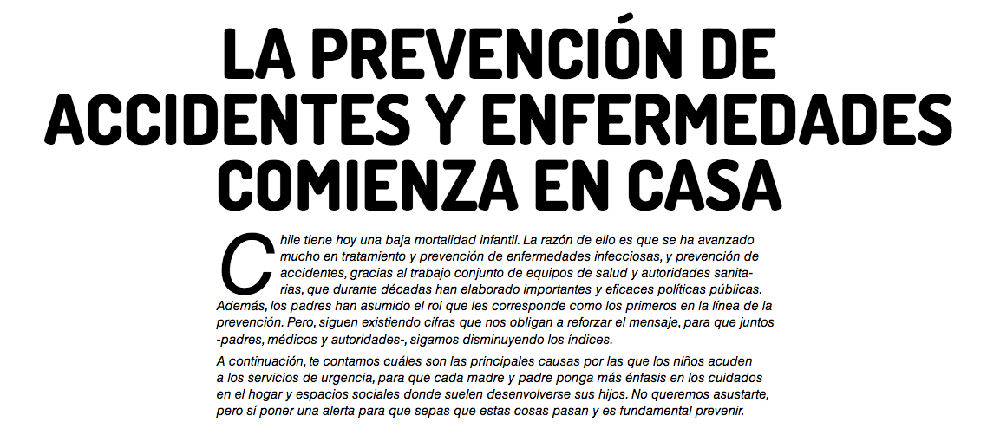 LA PREVENCIÓN DE
ACCIDENTES Y ENFERMEDADES
COMIENZA EN CASA
Chile tiene hoy una baja mortalidad infantil. La razón de ello es que se ha avanzado
mucho en tratamiento y prevención de enfermedades infecciosas, y prevención de
accidentes, gracias al trabajo conjunto de equipos de salud y autoridades sanita-
rias, que durante décadas han elaborado importantes y eficaces políticas públicas.
Además, los padres han asumido el rol que les corresponde como los primeros en la línea de la
prevención. Pero, siguen existiendo cifras que nos obligan a reforzar el mensaje, para que juntos
-padres, médicos y autoridades-, sigamos disminuyendo los índices.
A continuación, te contamos cuáles son las principales causas por las que los niños acuden
a los servicios de urgencia, para que cada madre y padre ponga más énfasis en los cuidados
en el hogar y espacios sociales donde suelen desenvolverse sus hijos. No queremos asustarte,
pero sí poner una alerta para que sepas que estas cosas pasan y es fundamental prevenir.